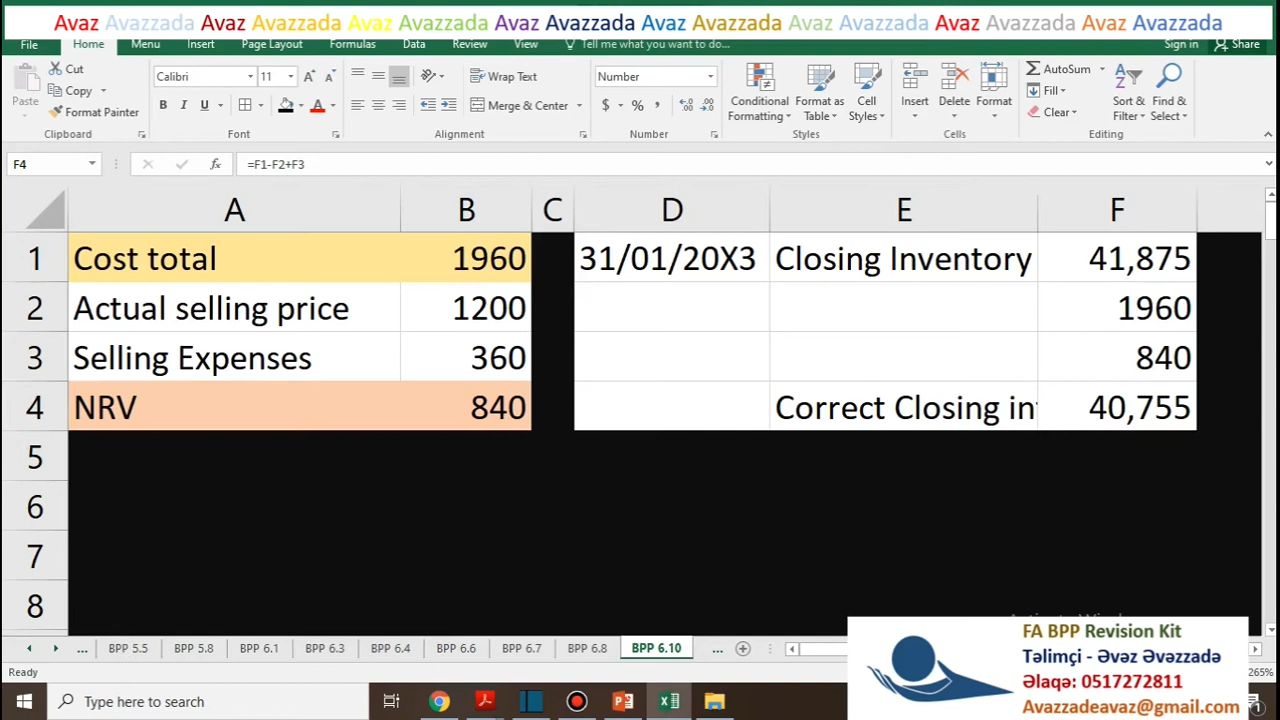 Avaz Avazzada Avaz Avazzada Avaz Avazzada Avaz Avazzada Avaz Avazzada Avaz Avazzada Avaz Avazzada Avaz Avazzada
File Home Menu Insert Page Layout Formulas Data Review View Tell me what you want to do... Sign in Share
Paste
Cut
Copy
Format Painter
Calibri 11
B I U
Wrap Text
Merge & Center
Number
$ % ,
Conditional Formatting
Format as Table
Cell Styles
Insert Delete Format
AutoSum
Fill
Clear
Sort & Filter
Find & Select
Clipboard Font Alignment Number Styles Cells Editing
F4 fx =F1-F2+F3
A B C D E F
1 Cost total 1960 31/01/20X3 Closing Inventory 41,875
2 Actual selling price 1200 1960
3 Selling Expenses 360 840
4 NRV 840 Correct Closing in 40,755
5
6
7
8
... BPP 5.5 BPP 5.8 BPP 6.1 BPP 6.3 BPP 6.4 BPP 6.6 BPP 6.7 BPP 6.8 BPP 6.10 ...
Ready
265%
FA BPP Revision Kit
Təlimçi - Əvəz Əvəzzadə
Əlaqə: 0517272811
Avazzadeavaz@gmail.com
Type here to search